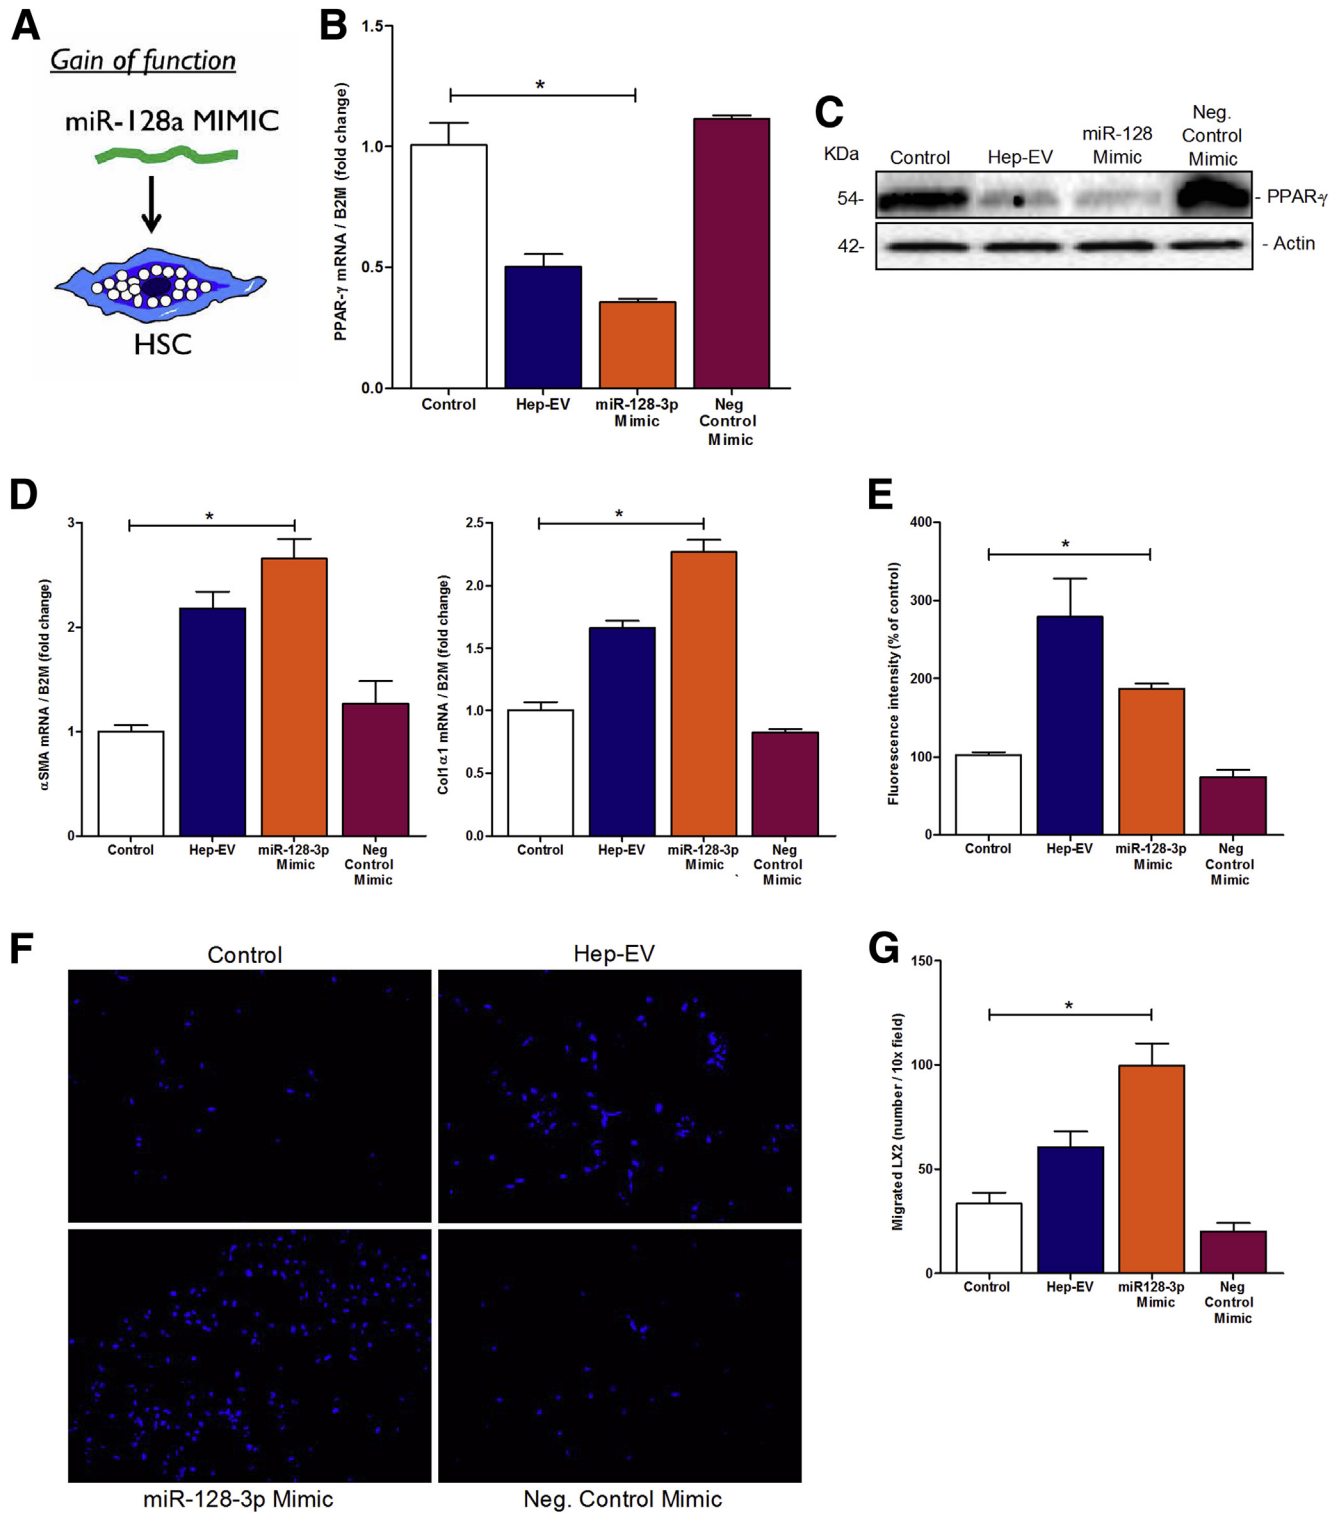 A
Gain of function
miR-128a MIMIC
HSC
B
PPAR-γ mRNA / B2M (fold change)
1.5
1.0
0.5
0.0
*
Control
Hep-EV
miR-128-3p
Mimic
Neg
Control
Mimic
C
KDa
Control
Hep-EV
miR-128
Mimic
Neg.
Control
Mimic
54-
- PPAR-γ
42-
- Actin
D
αSMA mRNA / B2M (fold change)
3
2
1
0
*
Control
Hep-EV
miR-128-3p
Mimic
Neg
Control
Mimic
Col1α1 mRNA / B2M (fold change)
2.5
2.0
1.5
1.0
0.5
0.0
*
Control
Hep-EV
miR-128-3p
Mimic
Neg
Control
Mimic
E
Fluorescence intensity (% of control)
400
300
200
100
0
*
Control
Hep-EV
miR-128-3p
Mimic
Neg
Control
Mimic
F
Control
Hep-EV
miR-128-3p Mimic
Neg. Control Mimic
G
Migrated LX2 (number / 10x field)
150
100
50
0
*
Control
Hep-EV
miR128-3p
Mimic
Neg
Control
Mimic